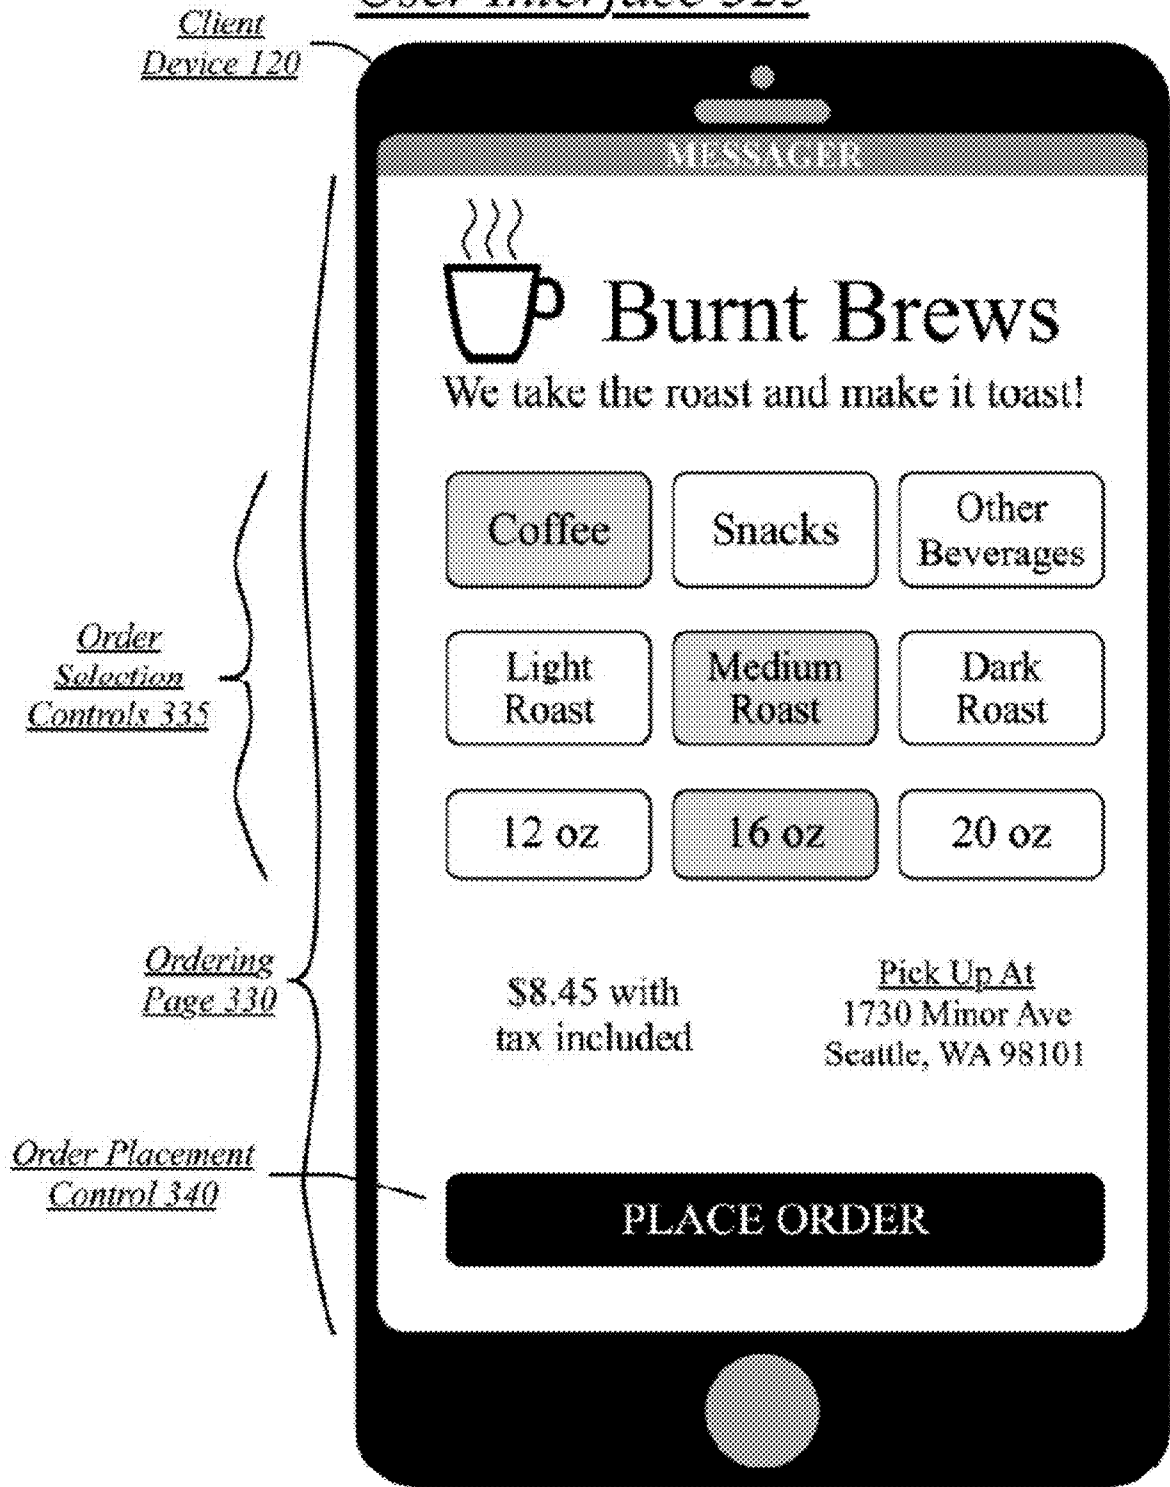 User Interface 325
Client
Device 120
MESSAGER
Burnt Brews
We take the roast and make it toast!
Coffee
Snacks
Other
Beverages
Order
Selection
Controls 335
Light
Roast
Medium
Roast
Dark
Roast
12 oz
16 oz
20 oz
Ordering
Page 330
$8.45 with
tax included
Pick Up At
1730 Minor Ave
Seattle, WA 98101
Order Placement
Control 340
PLACE ORDER